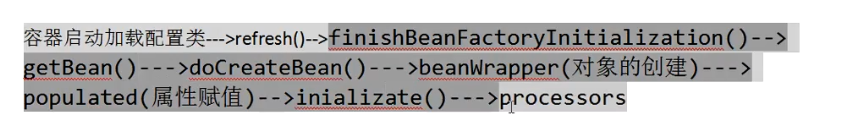 容器启动加载配置类--->refresh()-->finishBeanFactoryInitialization()-->
getBean()--->doCreateBean()--->beanWrapper(对象的创建)--->
populated(属性赋值)-->inializate()--->processors